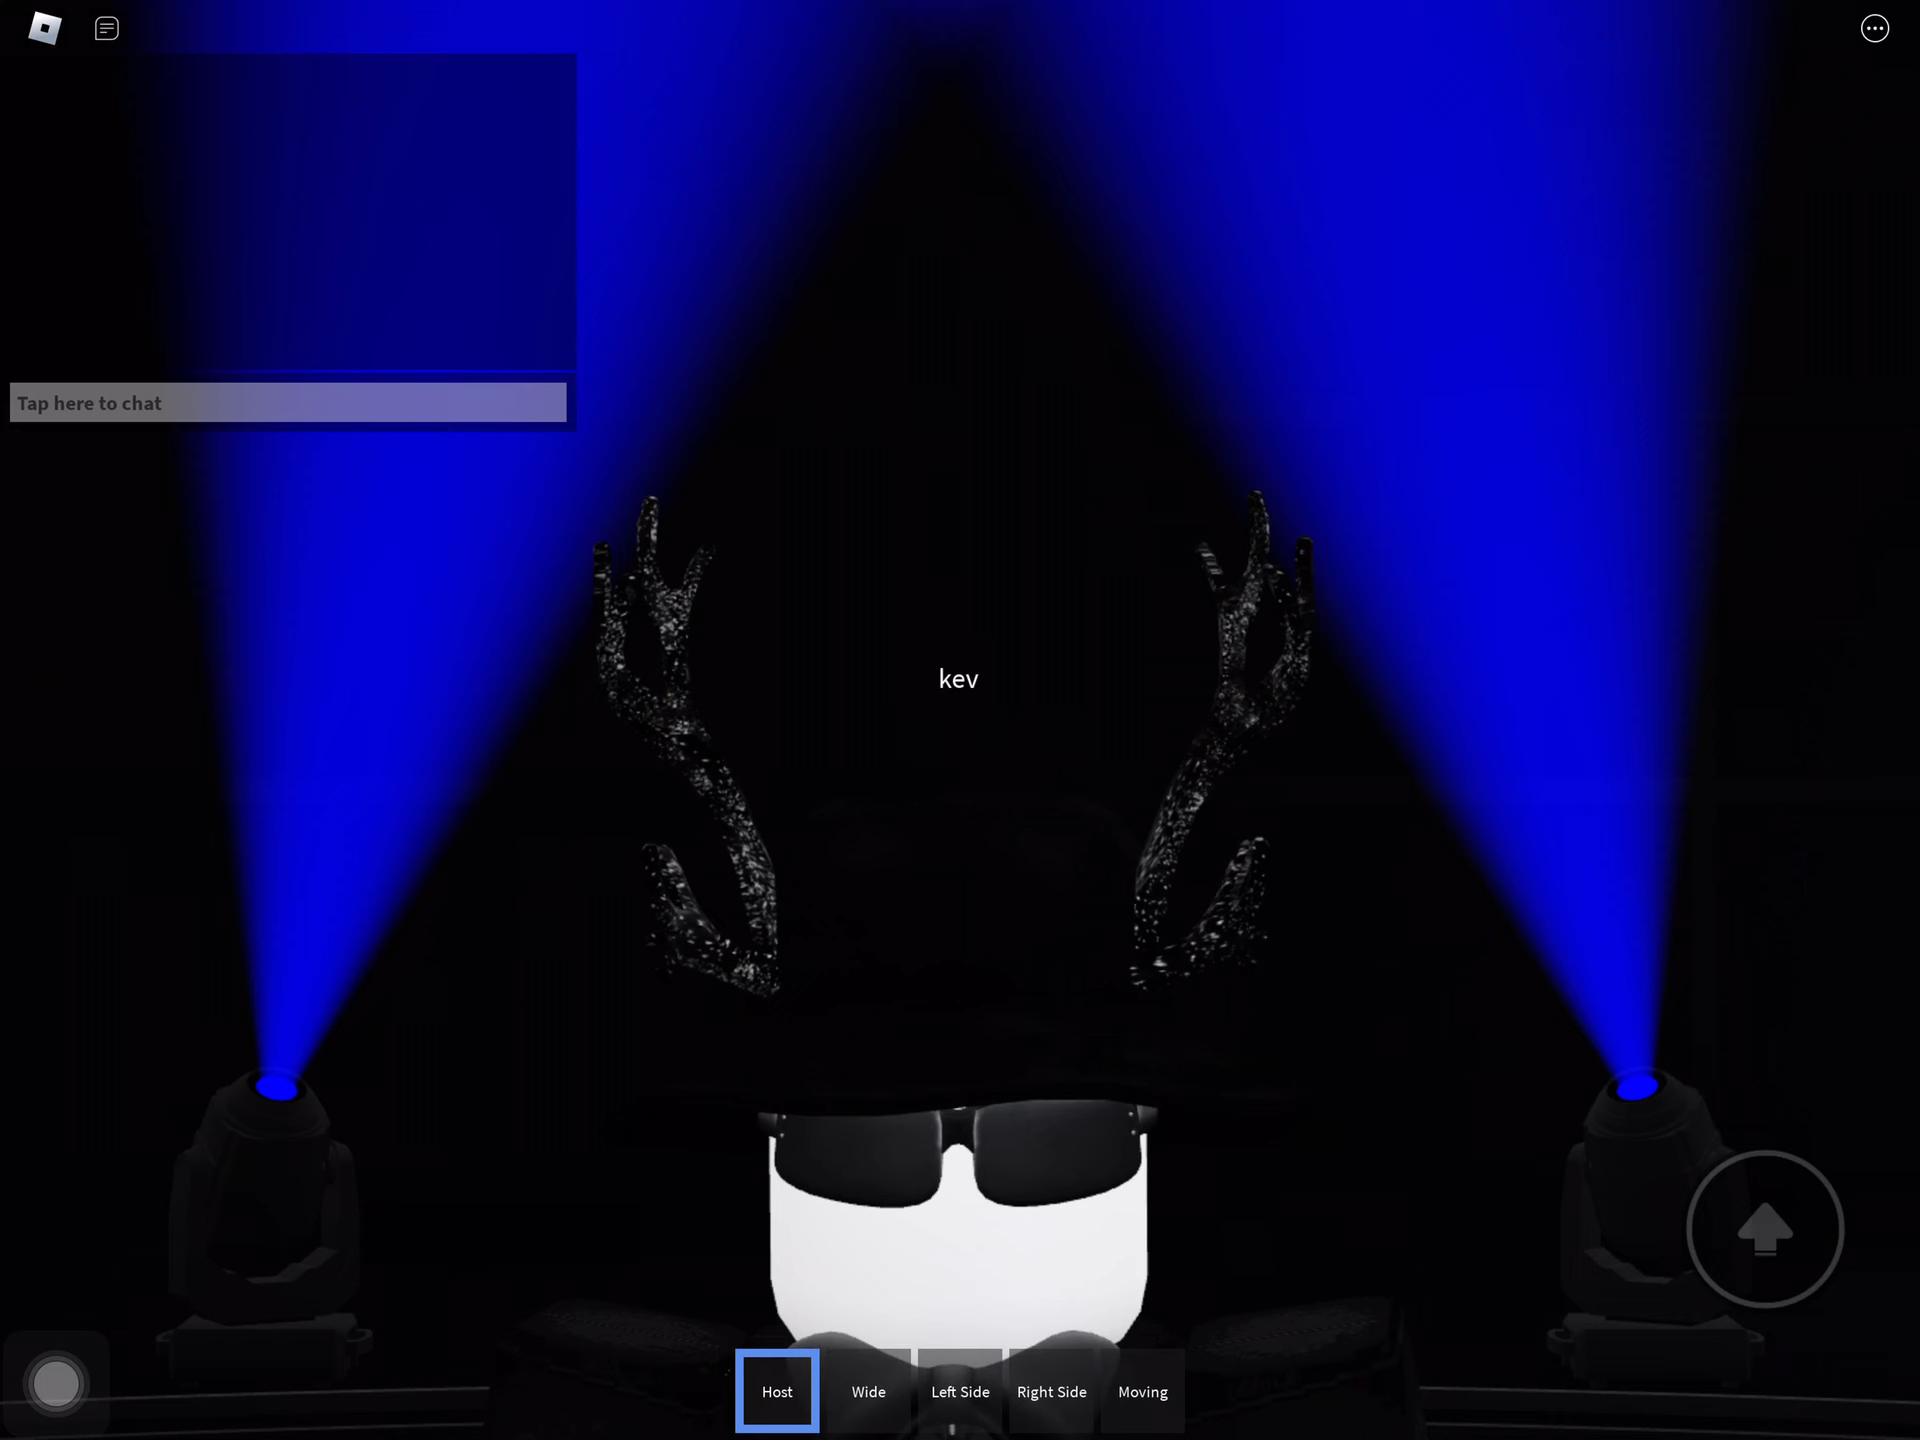 Tap here to chat
kev
Host
Wide
Left Side
Right Side
Moving